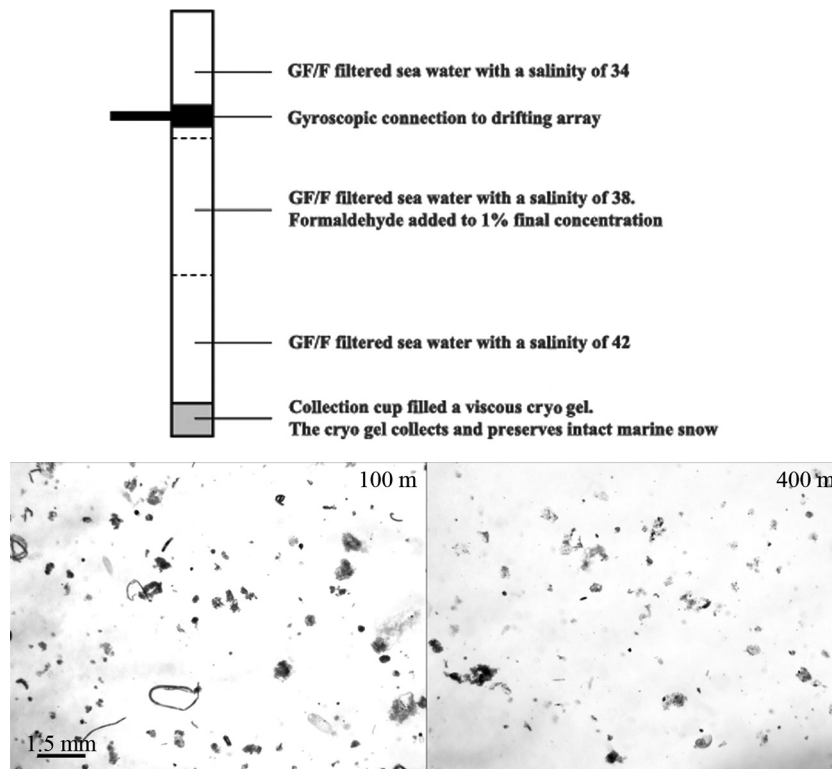 GF/F filtered sea water with a salinity of 34
Gyroscopic connection to drifting array
GF/F filtered sea water with a salinity of 38.
Formaldehyde added to 1% final concentration
GF/F filtered sea water with a salinity of 42
Collection cup filled a viscous cryo gel.
The cryo gel collects and preserves intact marine snow
100 m
400 m
1.5 mm